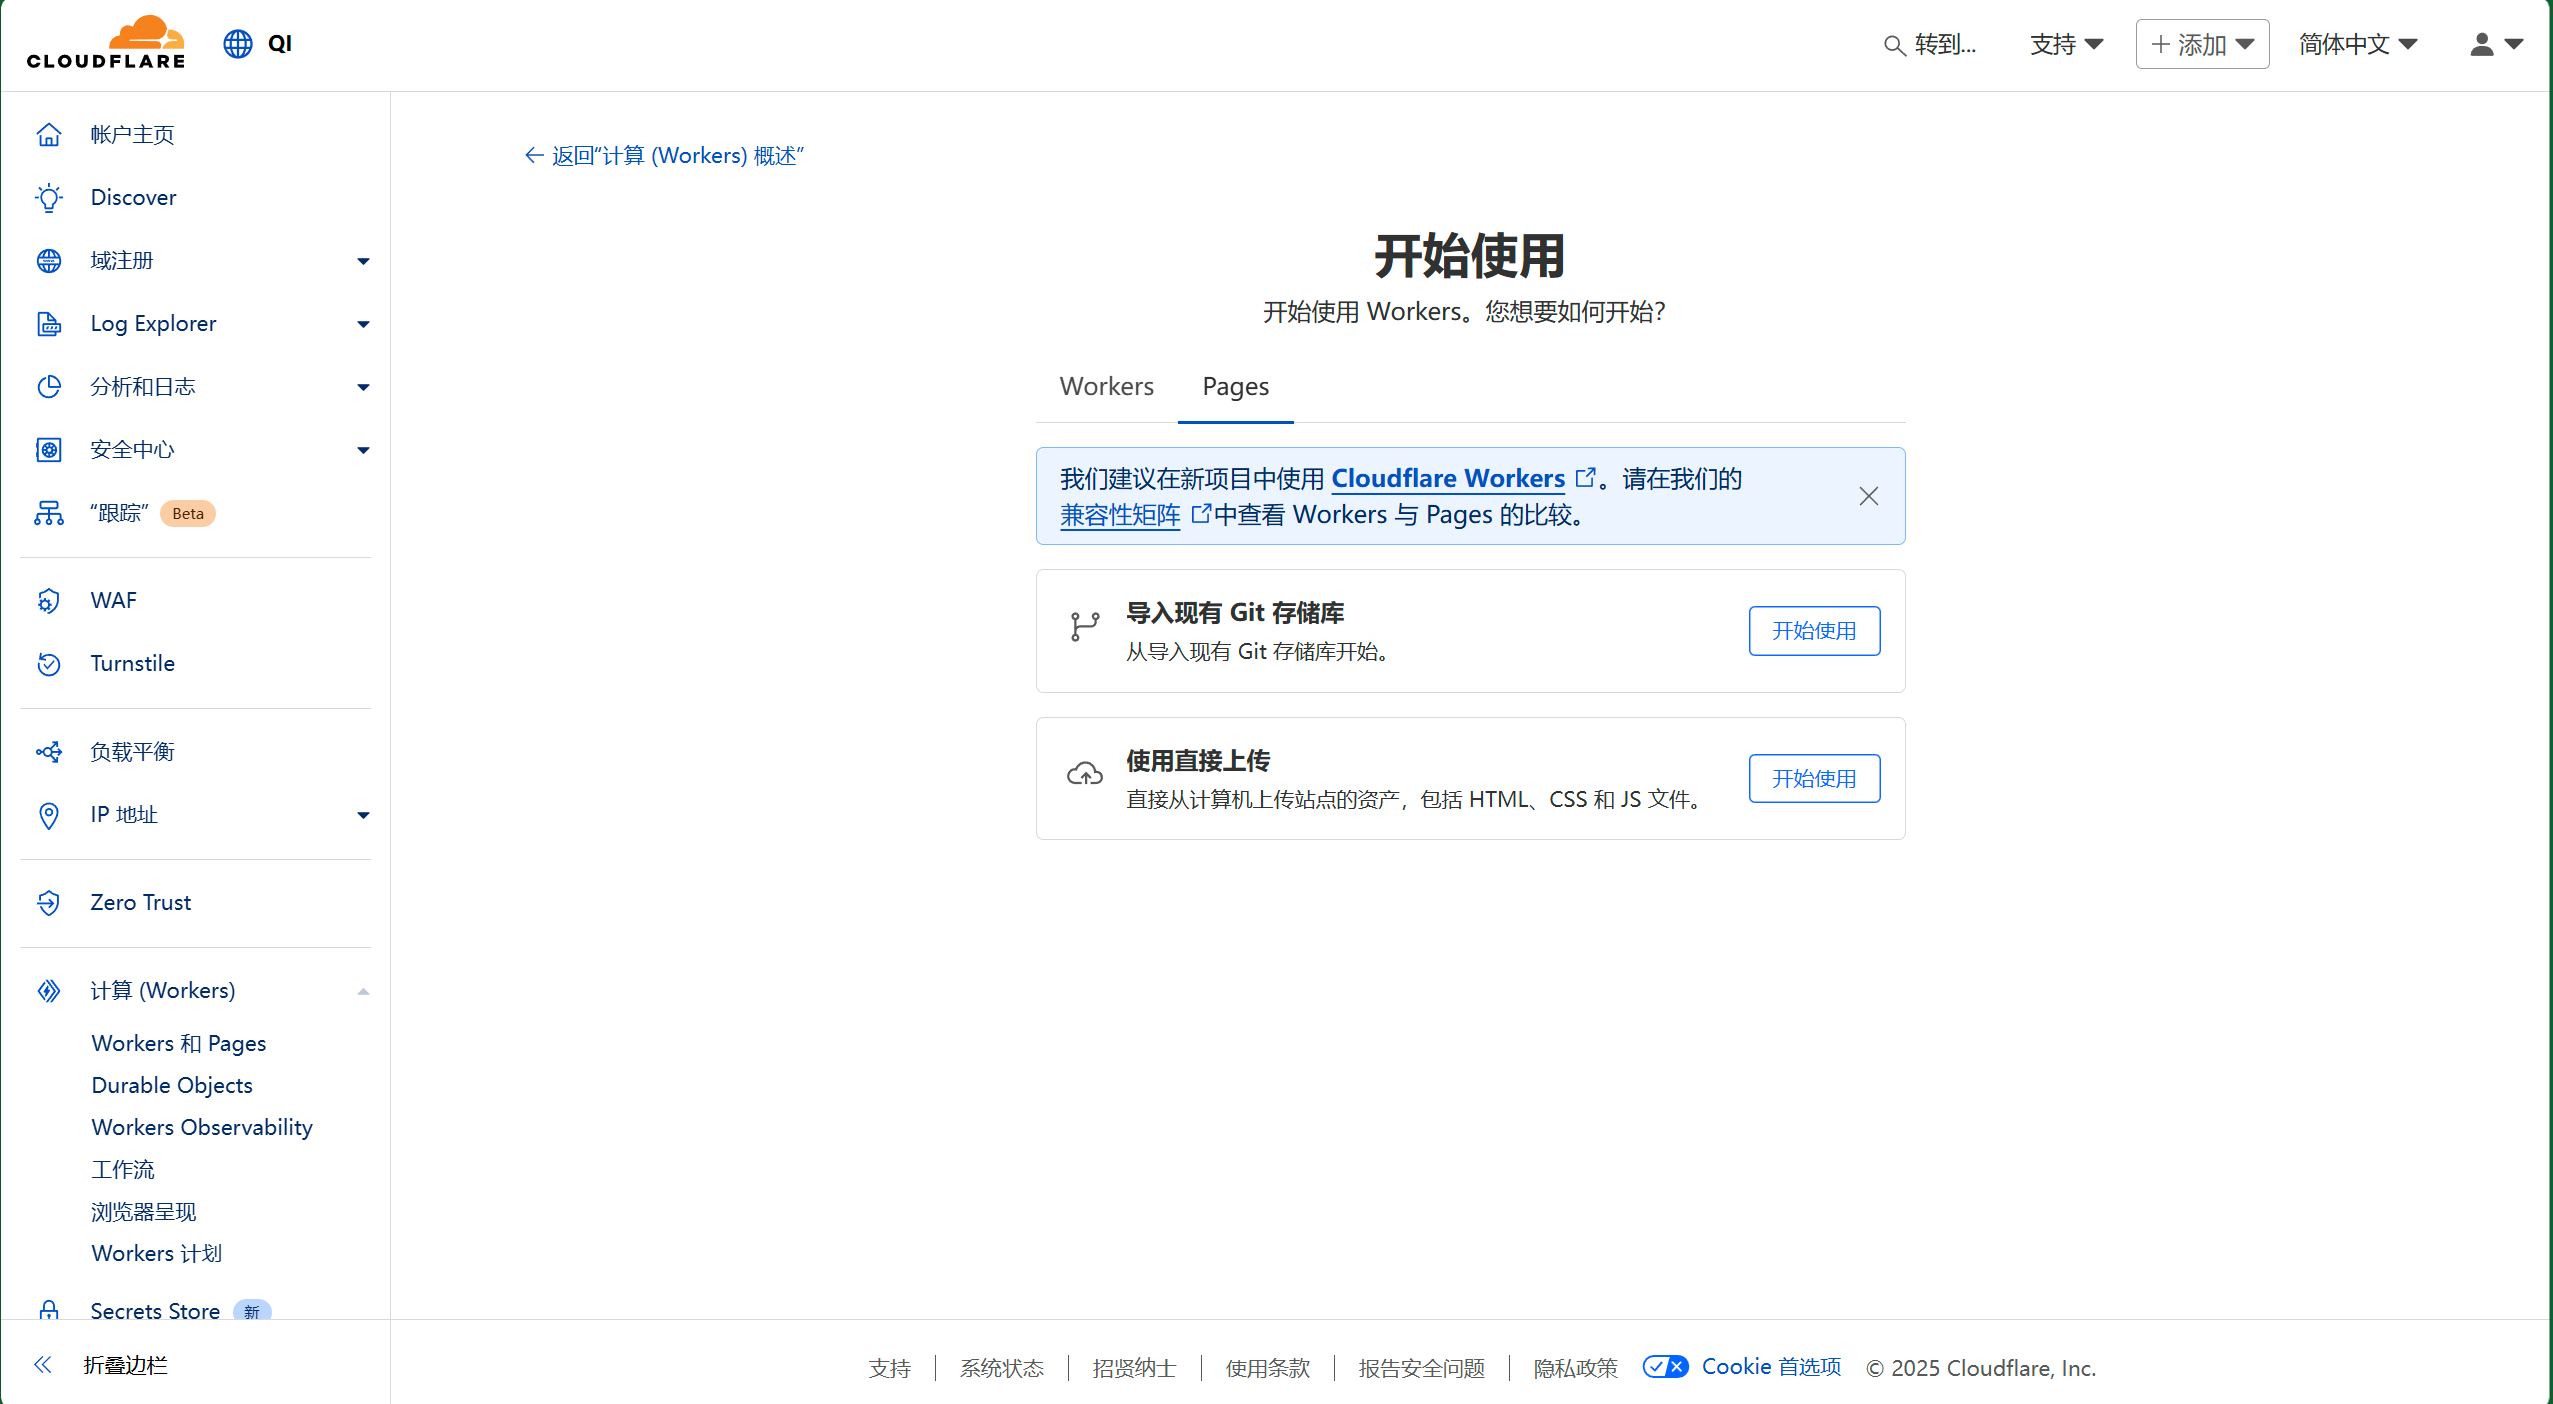 CLOUDFLARE
QI
转到...
支持
添加
简体中文
帐户主页
Discover
域注册
Log Explorer
分析和日志
安全中心
“跟踪” Beta
WAF
Turnstile
负载平衡
IP 地址
Zero Trust
计算 (Workers)
Workers 和 Pages
Durable Objects
Workers Observability
工作流
浏览器呈现
Workers 计划
Secrets Store 新
折叠边栏
返回“计算 (Workers) 概述”
开始使用
开始使用 Workers。您想要如何开始？
Workers
Pages
我们建议在新项目中使用 Cloudflare Workers 。请在我们的
兼容性矩阵 中查看 Workers 与 Pages 的比较。
导入现有 Git 存储库
从导入现有 Git 存储库开始。
开始使用
使用直接上传
直接从计算机上传站点的资产，包括 HTML、CSS 和 JS 文件。
开始使用
支持
系统状态
招贤纳士
使用条款
报告安全问题
隐私政策
Cookie 首选项
© 2025 Cloudflare, Inc.